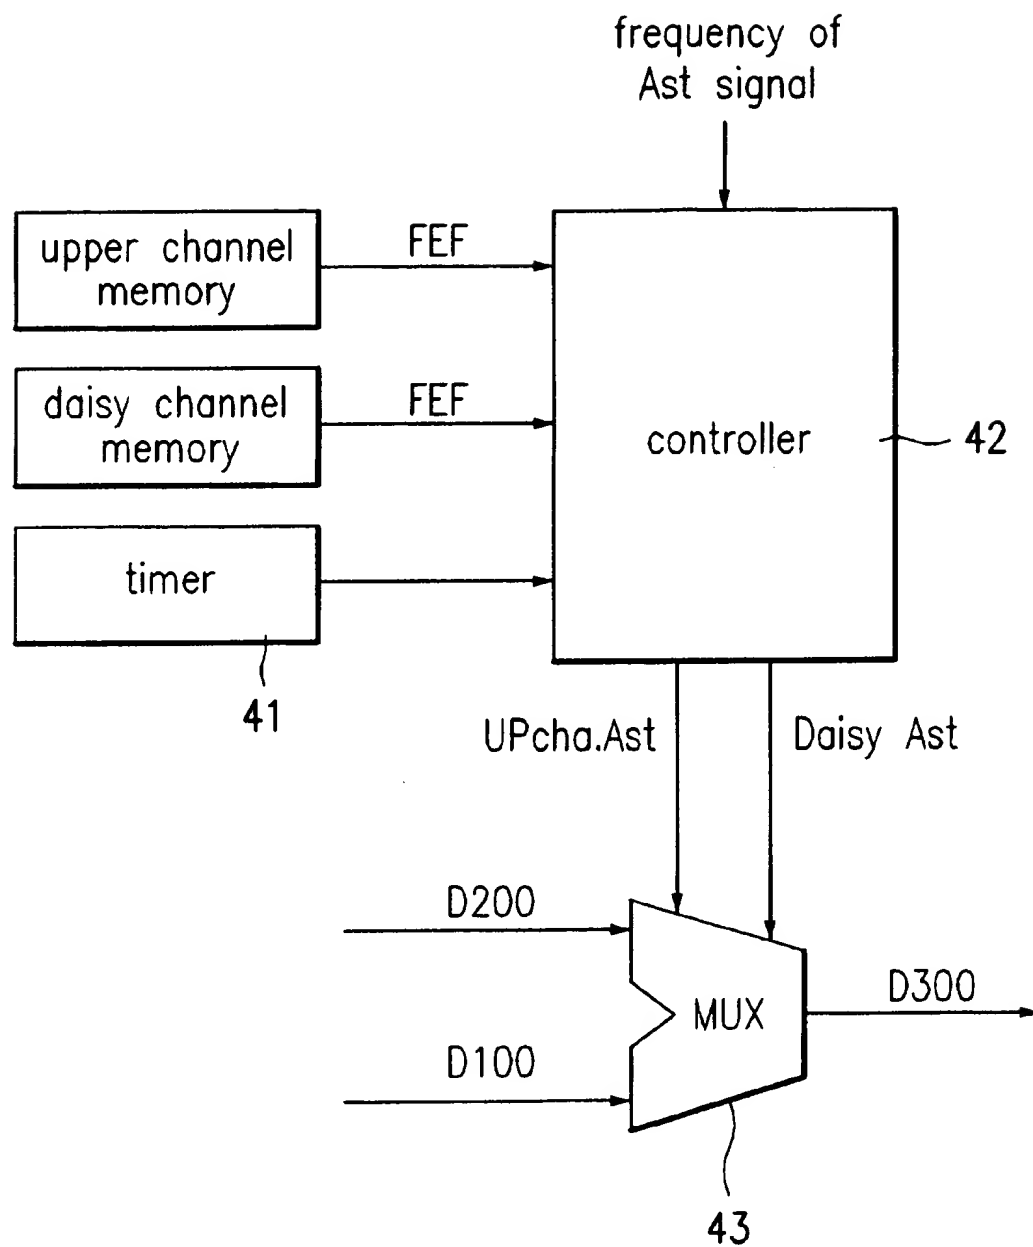 frequency of
Ast signal
upper channel
memory
FEF
daisy channel
memory
FEF
controller
42
timer
41
UPcha.Ast
Daisy Ast
D200
D100
MUX
D300
43